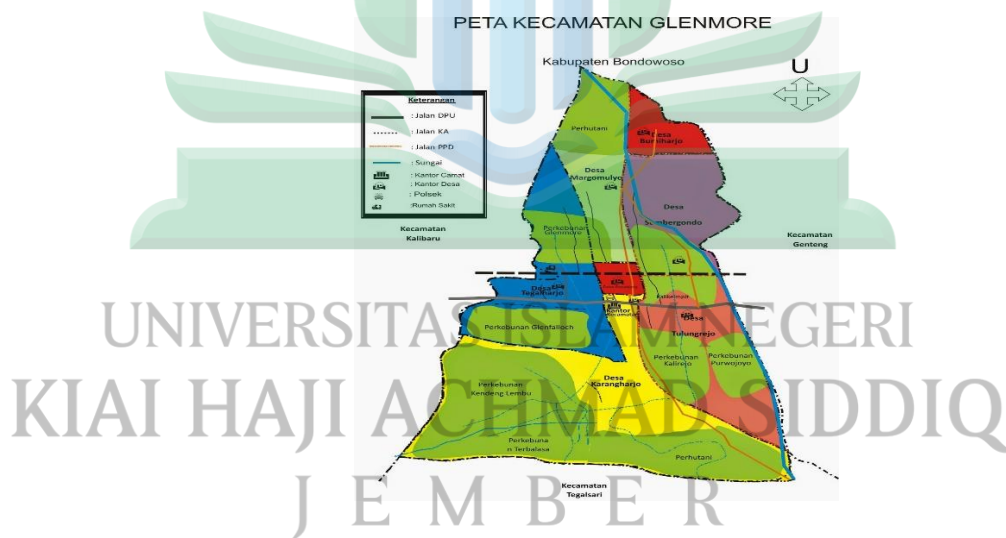 PETA KECAMATAN GLENMORE
Kabupaten Bondowoso
U
Keterangan
: Jalan DPU
: Jalan KA
: Jalan PPD
: Sungai
: Kantor Camat
: Kantor Desa
: Polsek
:Rumah Sakit
Perhutani
Desa
Bumiharjo
Desa
Margomulyo
Desa
Sumbergondo
Kecamatan
Kalibaru
Perkebunan
Glenmore
Kecamatan
Genteng
Desa
Tegalharjo
Kantor
Desa
Tulungrejo
Perkebunan Glenfalloch
Perkebunan
Kalirejo
Perkebunan
Purwojoyo
Desa
Karangharjo
Perkebunan
Kendeng Lembu
Perkebuna
n Terbalasa
Perhutani
Kecamatan
Tegalsari
UNIVERSITAS ISLAM NEGERI
KIAI HAJI ACHMAD SIDDIQ
JEMBER